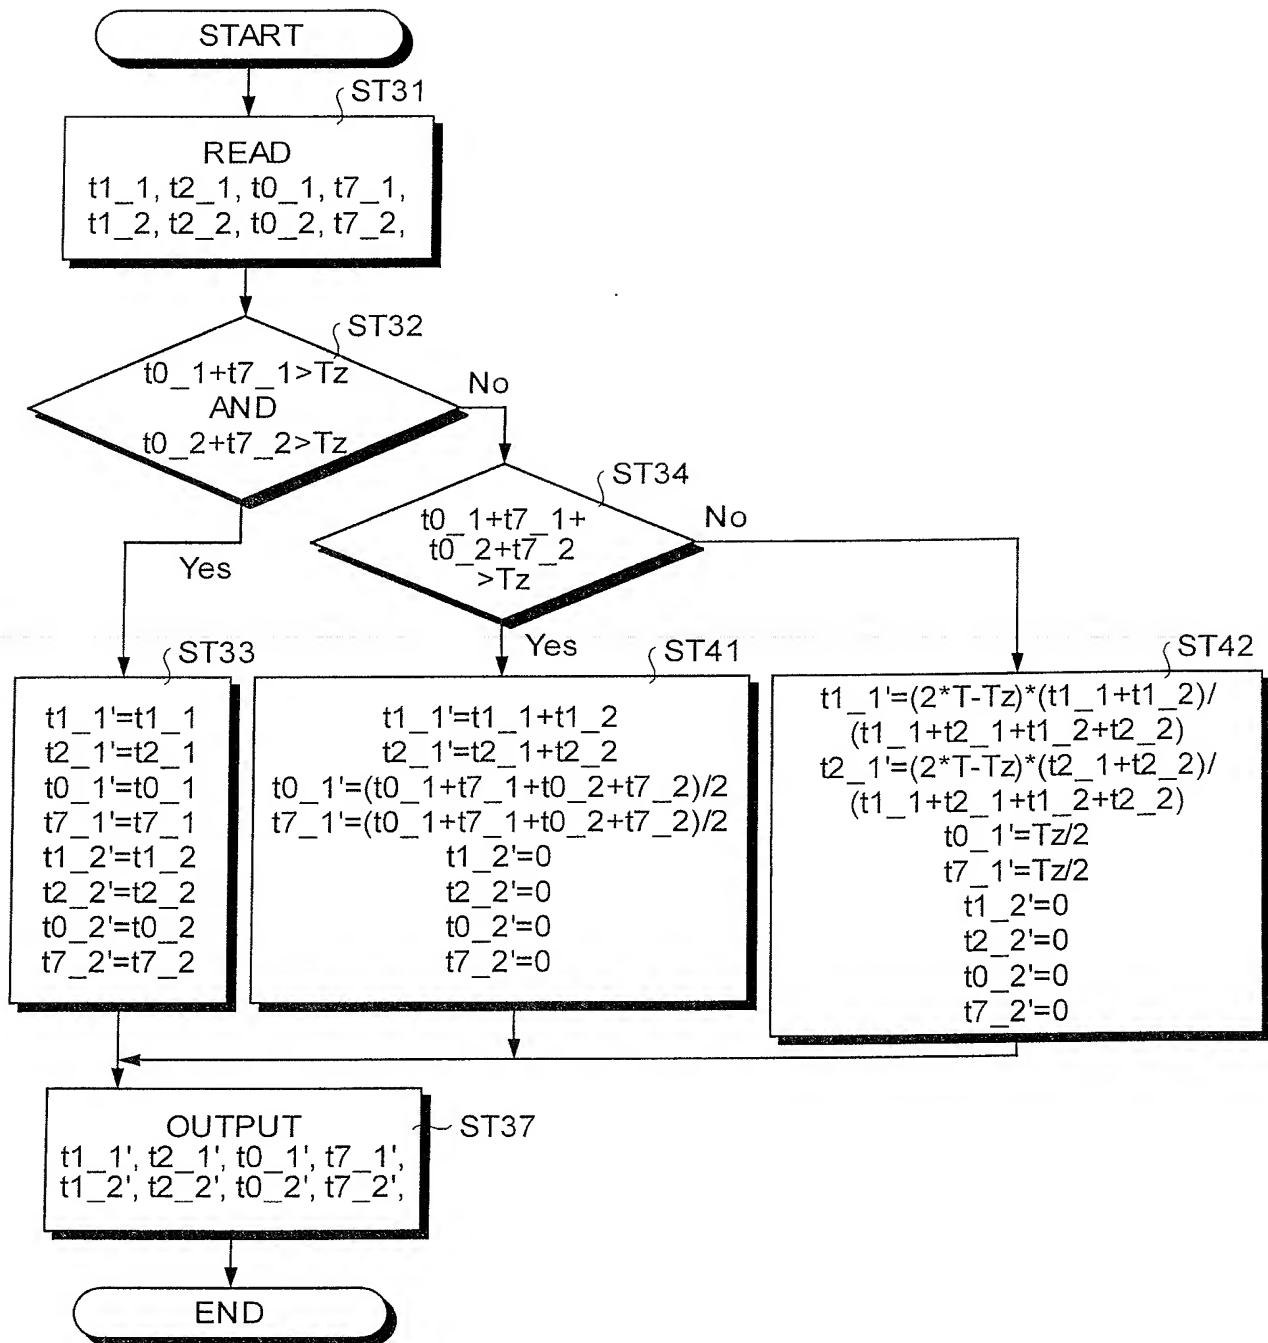 START
ST31
READ
t1_1, t2_1, t0_1, t7_1,
t1_2, t2_2, t0_2, t7_2,
ST32
t0_1+t7_1>Tz
AND
t0_2+t7_2>Tz
No
Yes
ST34
t0_1+t7_1+
t0_2+t7_2
>Tz
No
Yes
ST33
t1_1'=t1_1
t2_1'=t2_1
t0_1'=t0_1
t7_1'=t7_1
t1_2'=t1_2
t2_2'=t2_2
t0_2'=t0_2
t7_2'=t7_2
ST41
t1_1'=t1_1+t1_2
t2_1'=t2_1+t2_2
t0_1'=(t0_1+t7_1+t0_2+t7_2)/2
t7_1'=(t0_1+t7_1+t0_2+t7_2)/2
t1_2'=0
t2_2'=0
t0_2'=0
t7_2'=0
ST42
t1_1'=(2*T-Tz)*(t1_1+t1_2)/
(t1_1+t2_1+t1_2+t2_2)
t2_1'=(2*T-Tz)*(t2_1+t2_2)/
(t1_1+t2_1+t1_2+t2_2)
t0_1'=Tz/2
t7_1'=Tz/2
t1_2'=0
t2_2'=0
t0_2'=0
t7_2'=0
OUTPUT
t1_1', t2_1', t0_1', t7_1',
t1_2', t2_2', t0_2', t7_2',
ST37
END